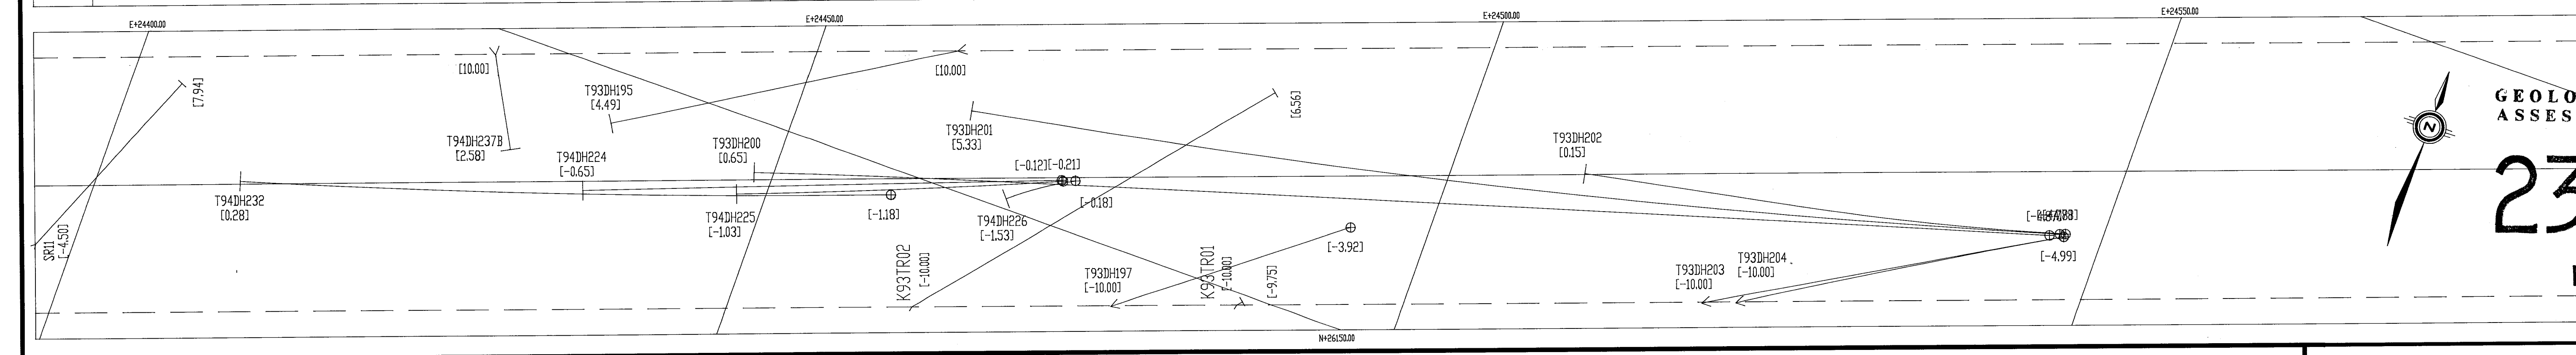 E+24400.00
E+24450.00
E+24500.00
E+24550.00
[10.00]
[10.00]
[7.94]
T93DH195
[4.49]
[6.56]
GEOLO
ASSES
N
T94DH237B
[2.58]
T93DH200
[0.65]
T93DH201
[5.33]
T93DH202
[0.15]
T94DH224
[-0.65]
[-0.12][-0.21]
T94DH232
[0.28]
T94DH225
[-1.03]
[-1.18]
T94DH226
[-1.53]
[-0.18]
23
SR11
[-4.50]
[-3.92]
[-4.99]
K93TR02
[-10.00]
T93DH197
[-10.00]
K93TR01
[-10.00]
[-9.75]
T93DH203
[-10.00]
T93DH204
[-10.00]
N+26150.00